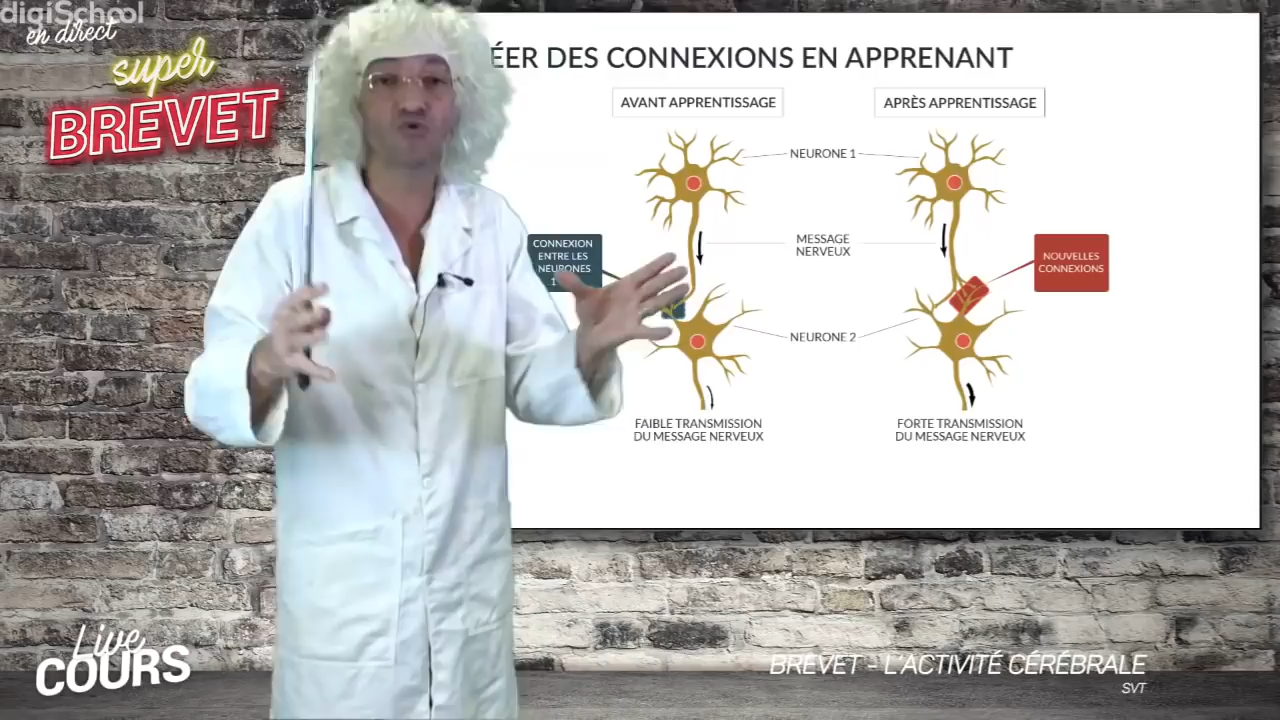 digiSchool
en direct
super
BREVET
ÉER DES CONNEXIONS EN APPRENANT
AVANT APPRENTISSAGE
APRÈS APPRENTISSAGE
NEURONE 1
CONNEXION
ENTRE LES
NEURONES
1
MESSAGE
NERVEUX
NOUVELLES
CONNEXIONS
NEURONE 2
FAIBLE TRANSMISSION
DU MESSAGE NERVEUX
FORTE TRANSMISSION
DU MESSAGE NERVEUX
Live
COURS
BREVET - L'ACTIVITÉ CÉRÉBRALE
SVT